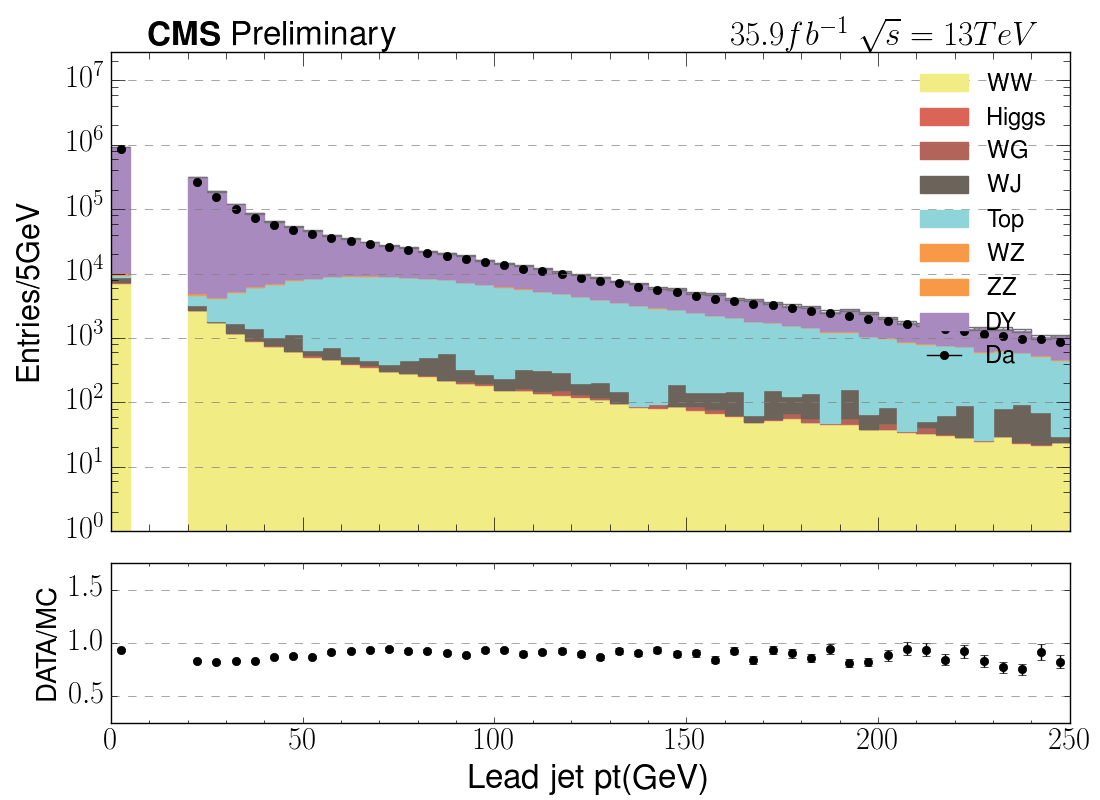 CMS Preliminary 35.9fb⁻¹ √s = 13TeV
Entries/5GeV
10⁷
10⁶
10⁵
10⁴
10³
10²
10¹
10⁰
WW
Higgs
WG
WJ
Top
WZ
ZZ
DY
Da
DATA/MC
1.5
1.0
0.5
0 50 100 150 200 250
Lead jet pt(GeV)